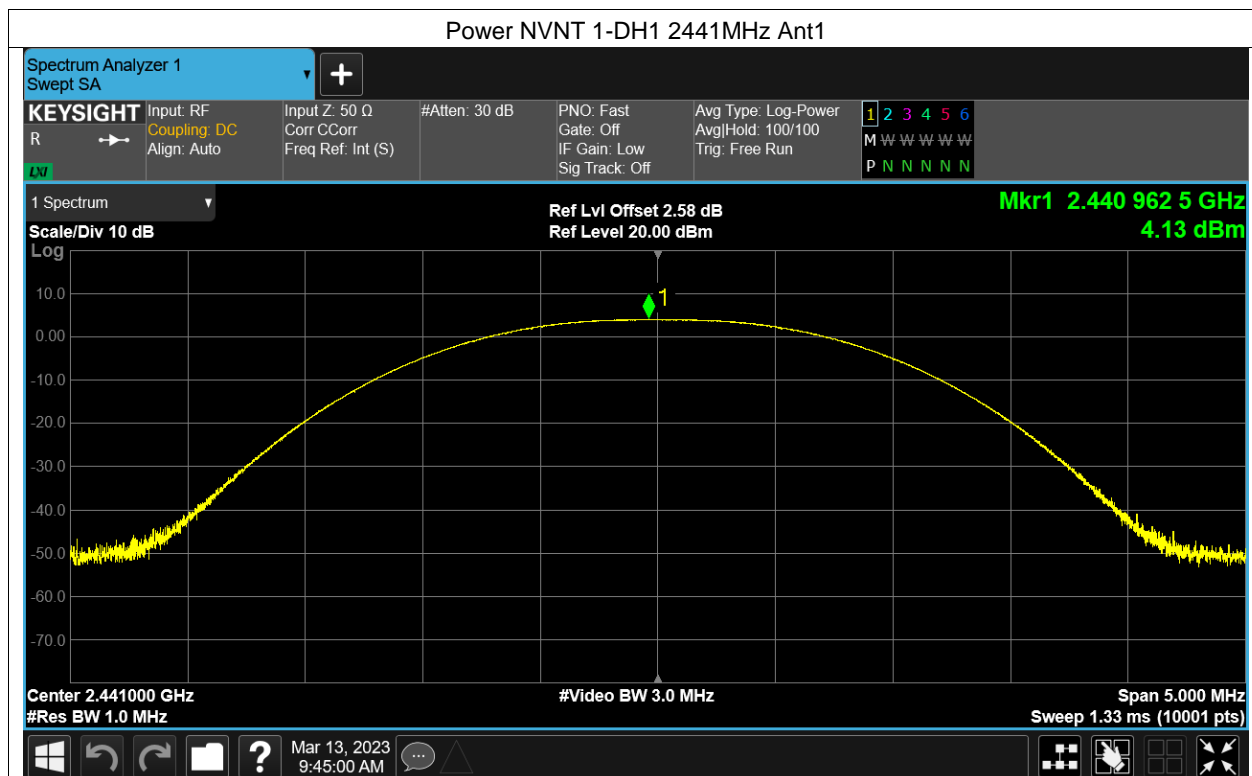 Power NVNT 1-DH1 2441MHz Ant1
Spectrum Analyzer 1
Swept SA
KEYSIGHT
R
LXI
Input: RF
Coupling: DC
Align: Auto
Input Z: 50 Ω
Corr CCorr
Freq Ref: Int (S)
#Atten: 30 dB
PNO: Fast
Gate: Off
IF Gain: Low
Sig Track: Off
Avg Type: Log-Power
Avg|Hold: 100/100
Trig: Free Run
1 2 3 4 5 6
M W W W W W
P N N N N N
1 Spectrum
Scale/Div 10 dB
Log
Ref Lvl Offset 2.58 dB
Ref Level 20.00 dBm
Mkr1 2.440 962 5 GHz
4.13 dBm
1
10.0
0.00
-10.0
-20.0
-30.0
-40.0
-50.0
-60.0
-70.0
Center 2.441000 GHz
#Res BW 1.0 MHz
#Video BW 3.0 MHz
Span 5.000 MHz
Sweep 1.33 ms (10001 pts)
?
Mar 13, 2023
9:45:00 AM